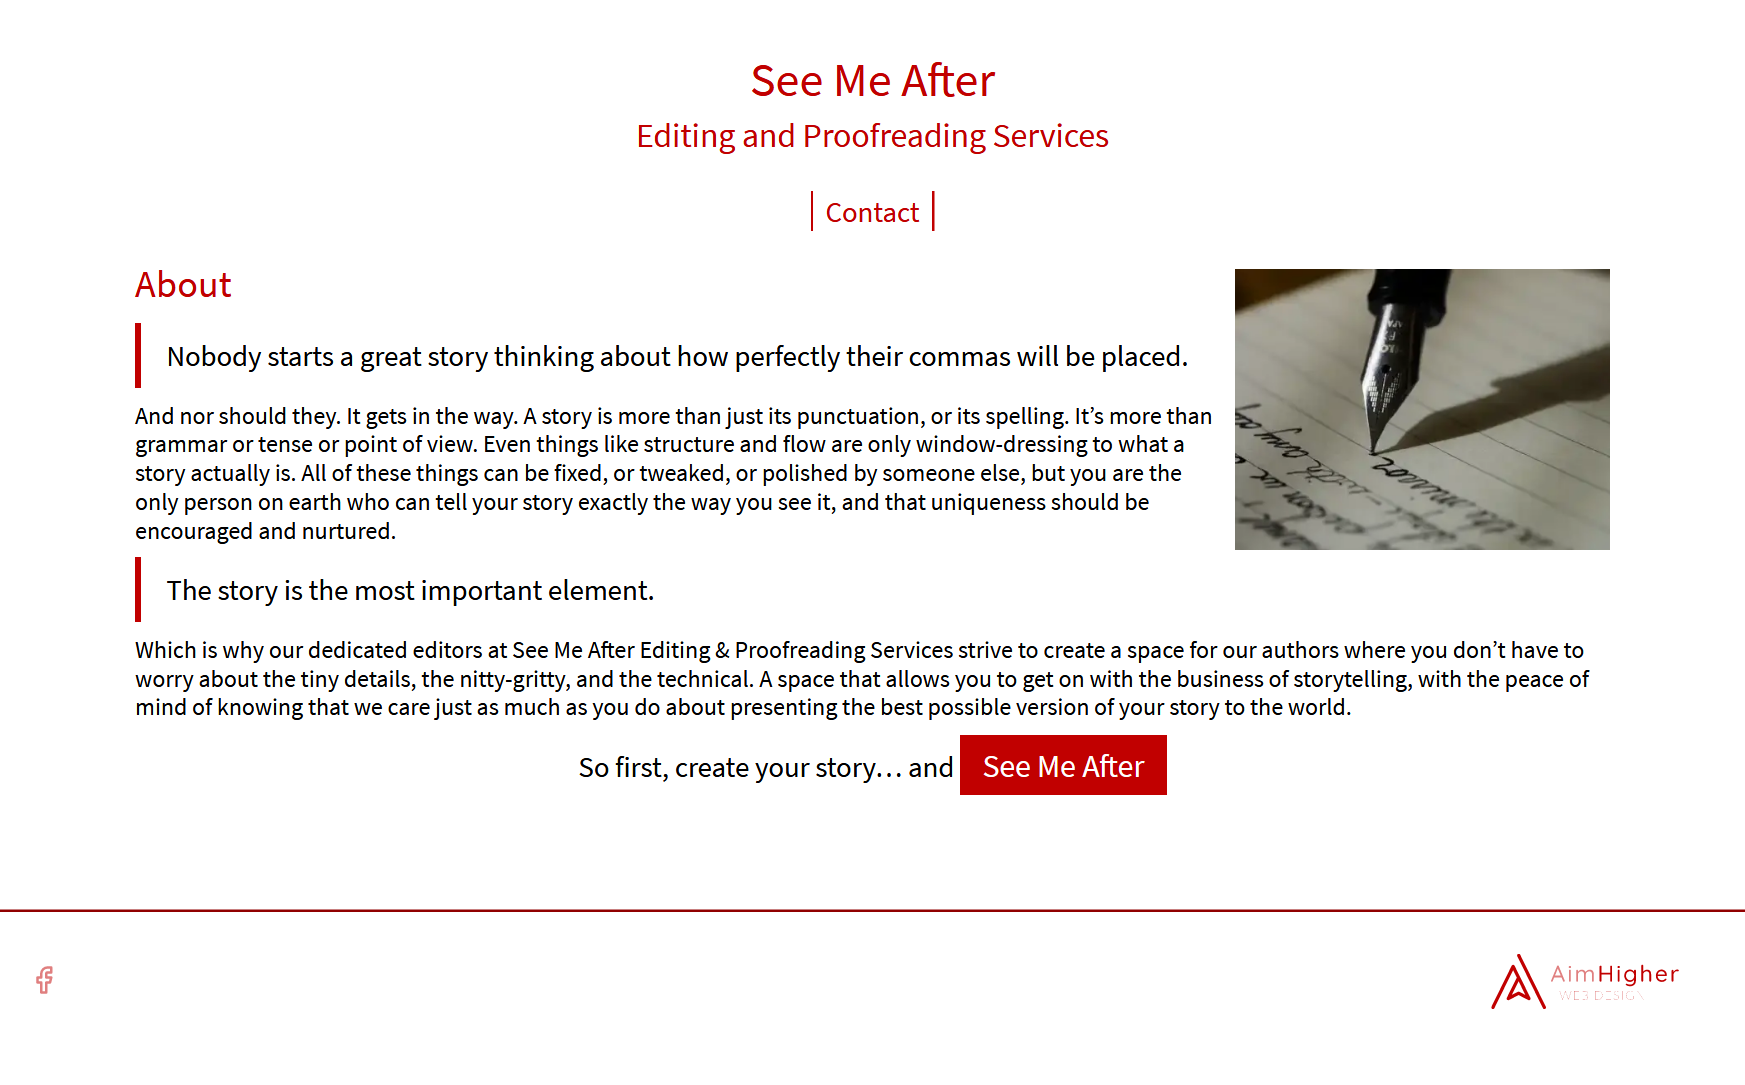 See Me After
Editing and Proofreading Services
Contact
About
Nobody starts a great story thinking about how perfectly their commas will be placed.
And nor should they. It gets in the way. A story is more than just its punctuation, or its spelling. It’s more than
grammar or tense or point of view. Even things like structure and flow are only window-dressing to what a
story actually is. All of these things can be fixed, or tweaked, or polished by someone else, but you are the
only person on earth who can tell your story exactly the way you see it, and that uniqueness should be
encouraged and nurtured.
The story is the most important element.
Which is why our dedicated editors at See Me After Editing & Proofreading Services strive to create a space for our authors where you don’t have to
worry about the tiny details, the nitty-gritty, and the technical. A space that allows you to get on with the business of storytelling, with the peace of
mind of knowing that we care just as much as you do about presenting the best possible version of your story to the world.
So first, create your story… and See Me After
AimHigher
WEB DESIGN